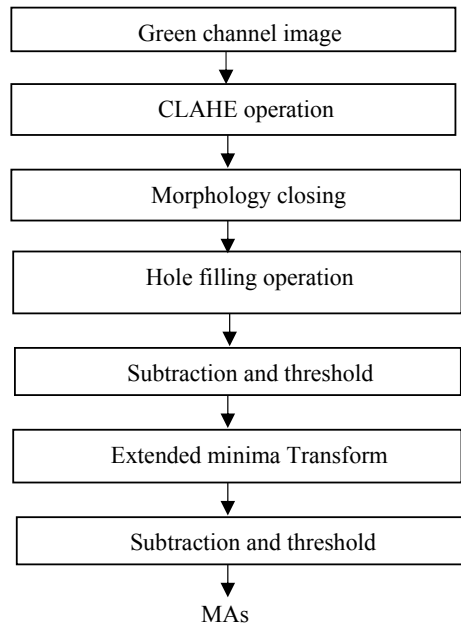 Green channel image
CLAHE operation
Morphology closing
Hole filling operation
Subtraction and threshold
Extended minima Transform
Subtraction and threshold
MAs